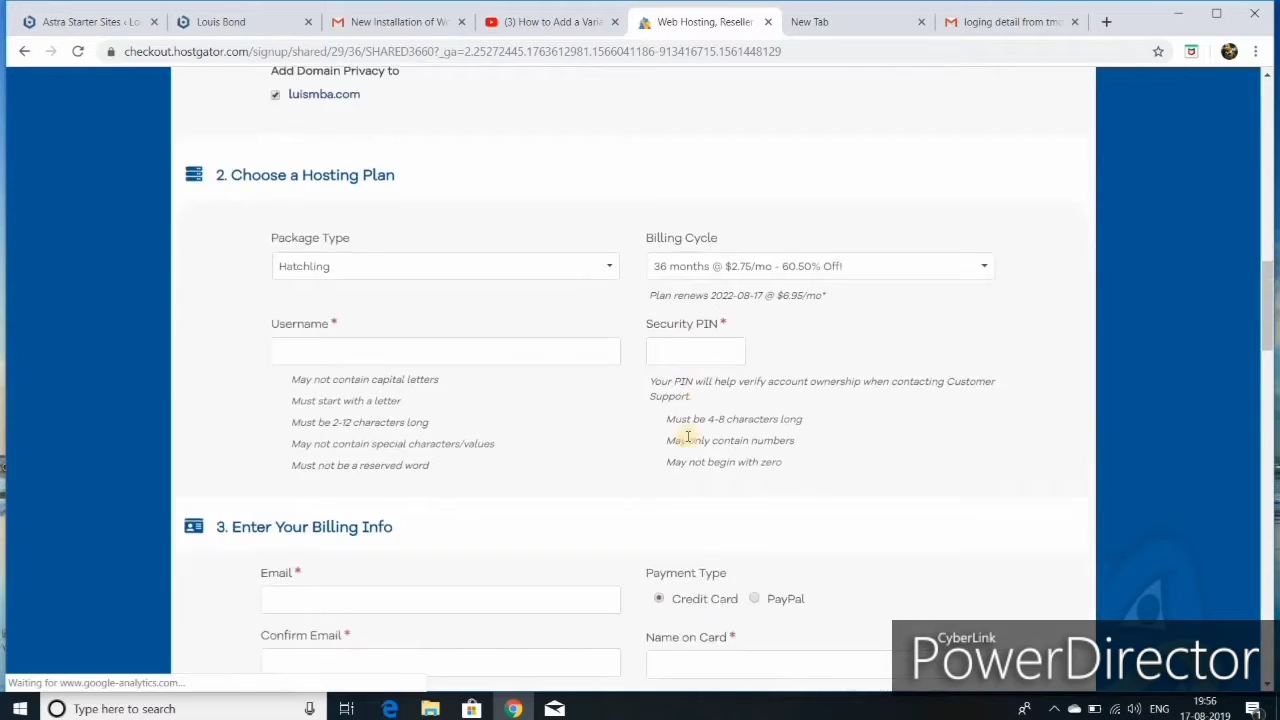 Astra Starter Sites ‹ Lo
Louis Bond
New Installation of Wo
(3) How to Add a Varia
Web Hosting, Reseller
New Tab
loging detail from tmu
checkout.hostgator.com/signup/shared/29/36/SHARED3660?_ga=2.25272445.1763612981.1566041186-913416715.1561448129
Add Domain Privacy to
luismba.com
2. Choose a Hosting Plan
Package Type
Billing Cycle
Hatchling
36 months @ $2.75/mo - 60.50% Off!
Plan renews 2022-08-17 @ $6.95/mo*
Username *
Security PIN *
May not contain capital letters
Must start with a letter
Must be 2-12 characters long
May not contain special characters/values
Must not be a reserved word
Your PIN will help verify account ownership when contacting Customer
Support.
Must be 4-8 characters long
May only contain numbers
May not begin with zero
3. Enter Your Billing Info
Email *
Payment Type
Credit Card
PayPal
Confirm Email *
Name on Card *
CyberLink
PowerDirector
Waiting for www.google-analytics.com...
Type here to search
ENG
19:56
17-08-2019